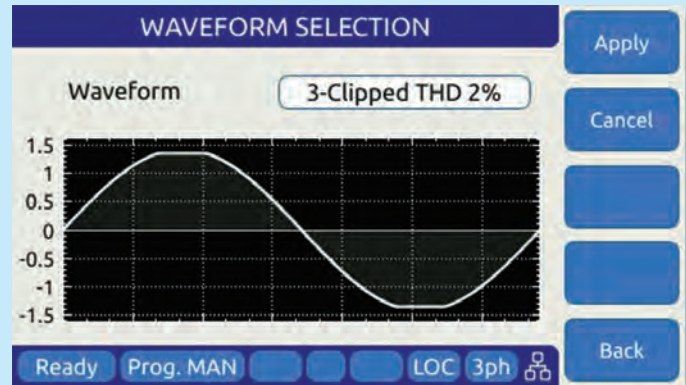 WAVEFORM SELECTION
Apply
Waveform
3-Clipped THD 2%
Cancel
1.5
1
0.5
0
-0.5
-1
-1.5
Back
Ready
Prog. MAN
LOC
3ph